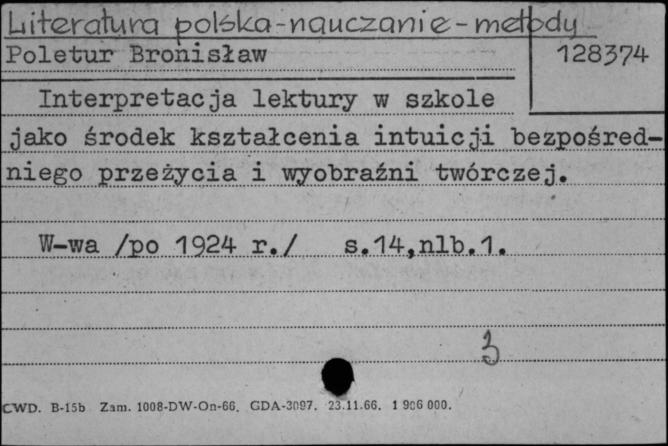 Literatura polska-nauczanie-metody
Poletur Bronisław 128374
Interpretacja lektury w szkole
jako środek kształcenia intuicji bezpośred-
niego przeżycia i wyobraźni twórczej.
W-wa /po 1924 r./ s.14,nlb.1.
3
CWD. B-15b Zam. 1008-DW-On-66. GDA-3097. 23.11.66. 1 906 000.